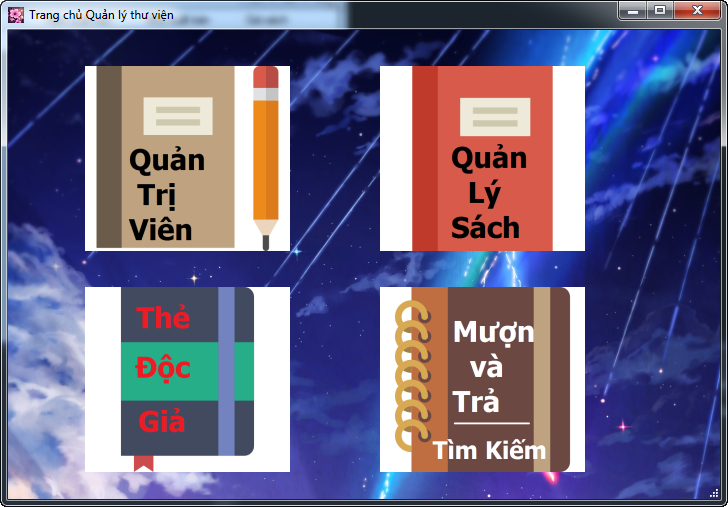 Trang chủ Quản lý thư viện
Quản
Trị
Viên
Quản
Lý
Sách
Thẻ
Độc
Giả
Mượn
và
Trả
Tìm Kiếm